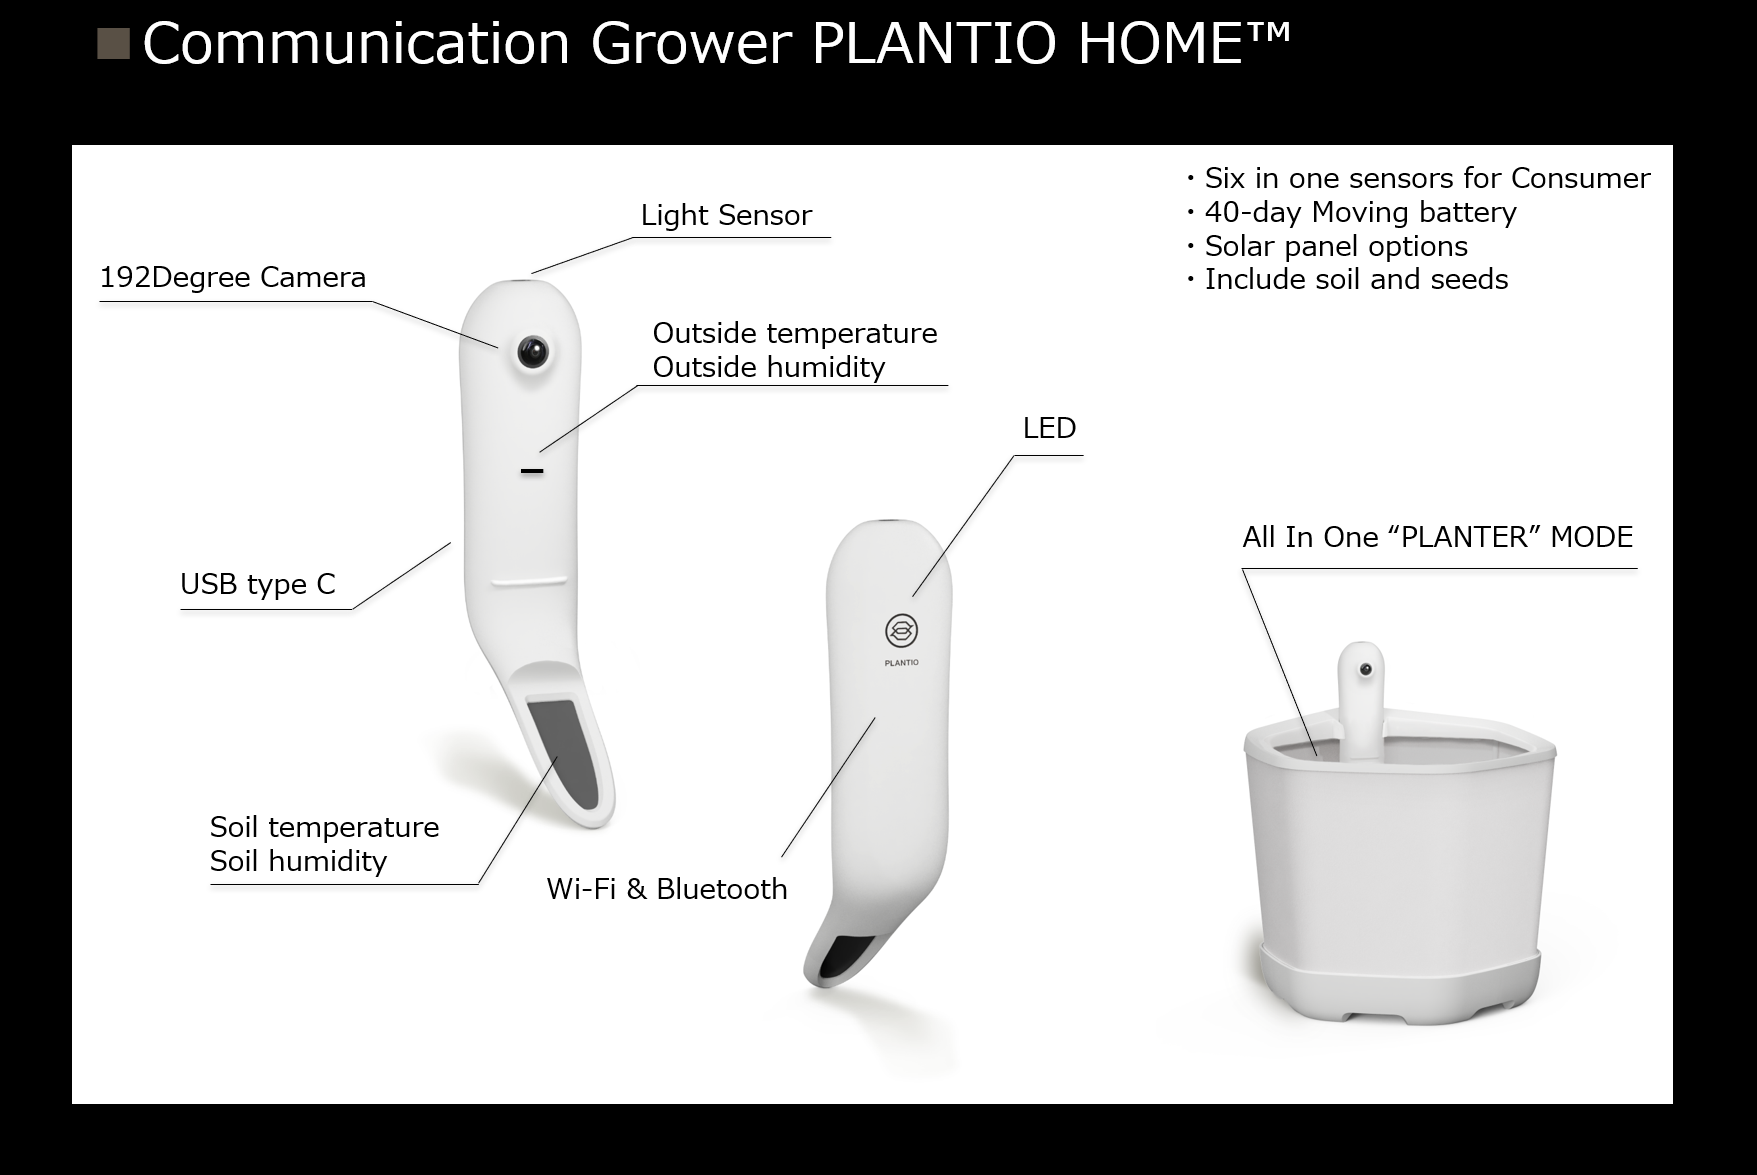 Communication Grower PLANTIO HOME™
・Six in one sensors for Consumer
・40-day Moving battery
・Solar panel options
・Include soil and seeds
Light Sensor
192Degree Camera
Outside temperature
Outside humidity
LED
USB type C
All In One “PLANTER” MODE
PLANTIO
Soil temperature
Soil humidity
Wi-Fi & Bluetooth